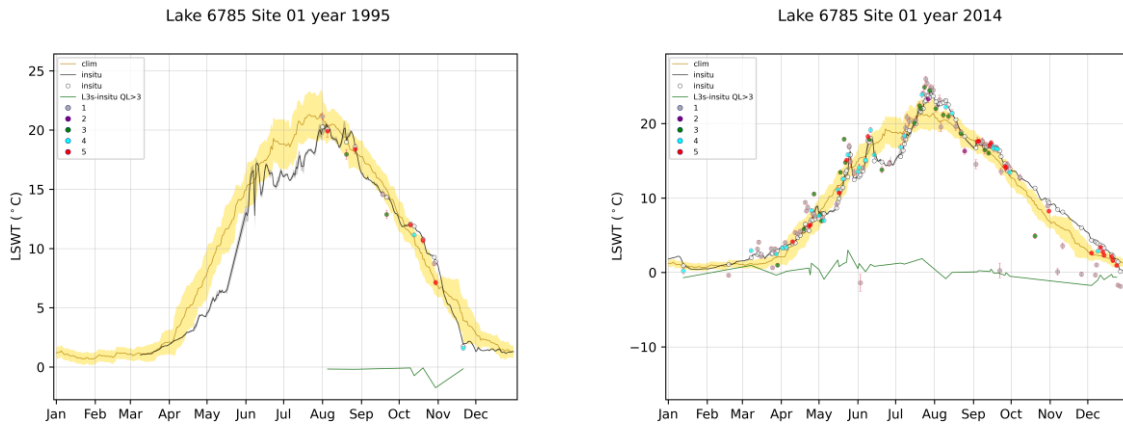 Lake 6785 Site 01 year 1995
25
20
15
10
5
0
LSWT (°C)
clim
insitu
insitu
L3s-insitu QL>3
1
2
3
4
5
Jan Feb Mar Apr May Jun Jul Aug Sep Oct Nov Dec
Lake 6785 Site 01 year 2014
20
10
0
−10
LSWT (°C)
clim
insitu
insitu
L3s-insitu QL>3
1
2
3
4
5
Jan Feb Mar Apr May Jun Jul Aug Sep Oct Nov Dec